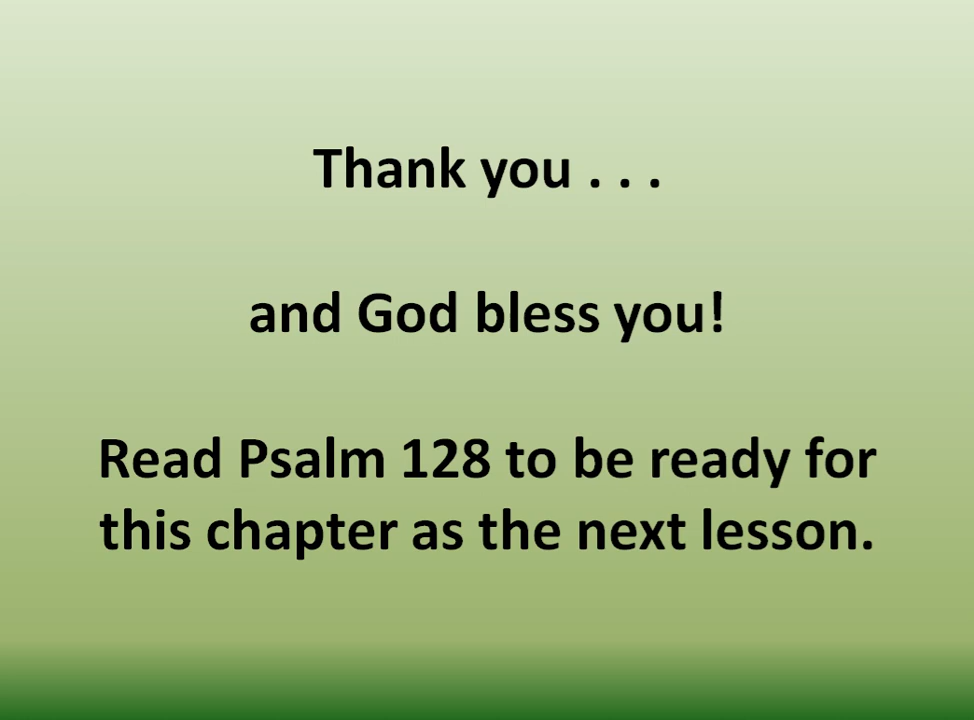 Thank you . . .
and God bless you!
Read Psalm 128 to be ready for
this chapter as the next lesson.